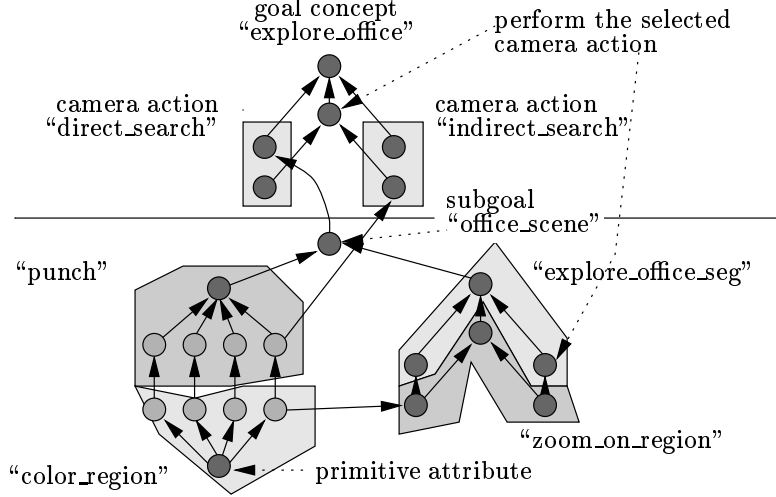 goal concept
“explore_office”
perform the selected
camera action
camera action
“direct_search”
camera action
“indirect_search”
subgoal
“office_scene”
“punch”
“explore_office_seg”
“zoom_on_region”
“color_region”
primitive attribute